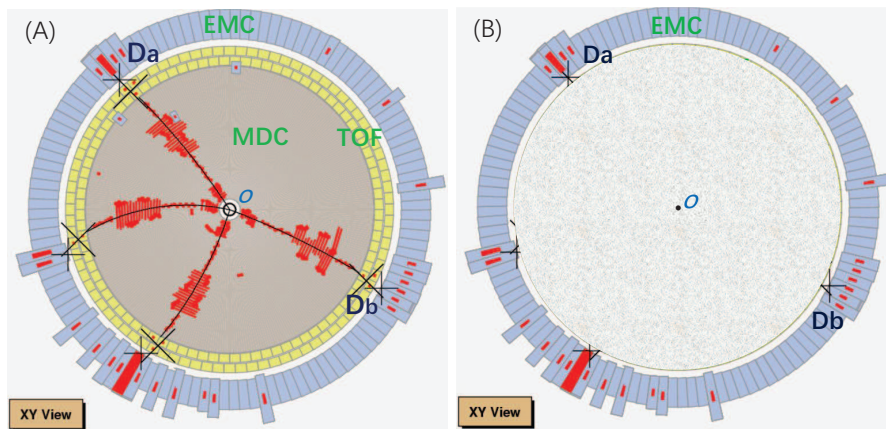 (A)
EMC
Da
MDC
TOF
O
Db
XY View
(B)
EMC
Da
O
Db
XY View